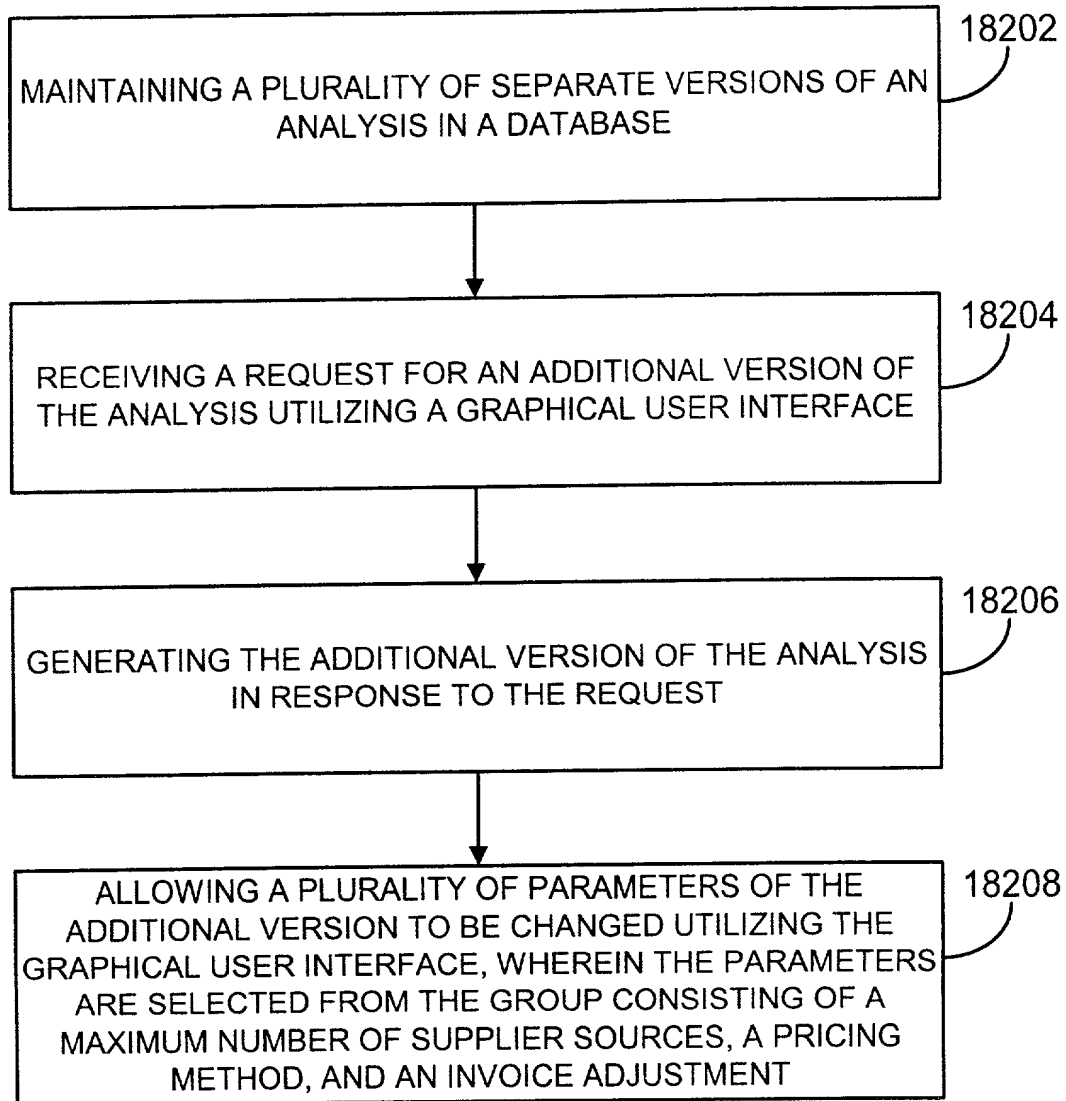 18202
MAINTAINING A PLURALITY OF SEPARATE VERSIONS OF AN
ANALYSIS IN A DATABASE
18204
RECEIVING A REQUEST FOR AN ADDITIONAL VERSION OF
THE ANALYSIS UTILIZING A GRAPHICAL USER INTERFACE
18206
GENERATING THE ADDITIONAL VERSION OF THE ANALYSIS
IN RESPONSE TO THE REQUEST
18208
ALLOWING A PLURALITY OF PARAMETERS OF THE
ADDITIONAL VERSION TO BE CHANGED UTILIZING THE
GRAPHICAL USER INTERFACE, WHEREIN THE PARAMETERS
ARE SELECTED FROM THE GROUP CONSISTING OF A
MAXIMUM NUMBER OF SUPPLIER SOURCES, A PRICING
METHOD, AND AN INVOICE ADJUSTMENT